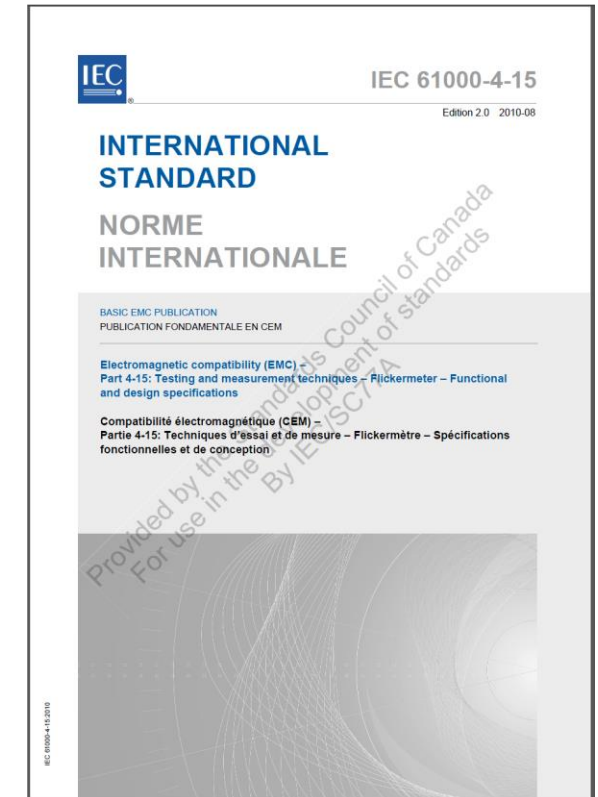 IEC
®
IEC 61000-4-15
Edition 2.0 2010-08
INTERNATIONAL
STANDARD
NORME
INTERNATIONALE
BASIC EMC PUBLICATION
PUBLICATION FONDAMENTALE EN CEM
Electromagnetic compatibility (EMC) –
Part 4-15: Testing and measurement techniques – Flickermeter – Functional
and design specifications
Compatibilité électromagnétique (CEM) –
Partie 4-15: Techniques d'essai et de mesure – Flickermètre – Spécifications
fonctionnelles et de conception
Provided by the Standards Council of Canada
For use in the development of standards
By IEC/SC77A
IEC 61000-4-15:2010